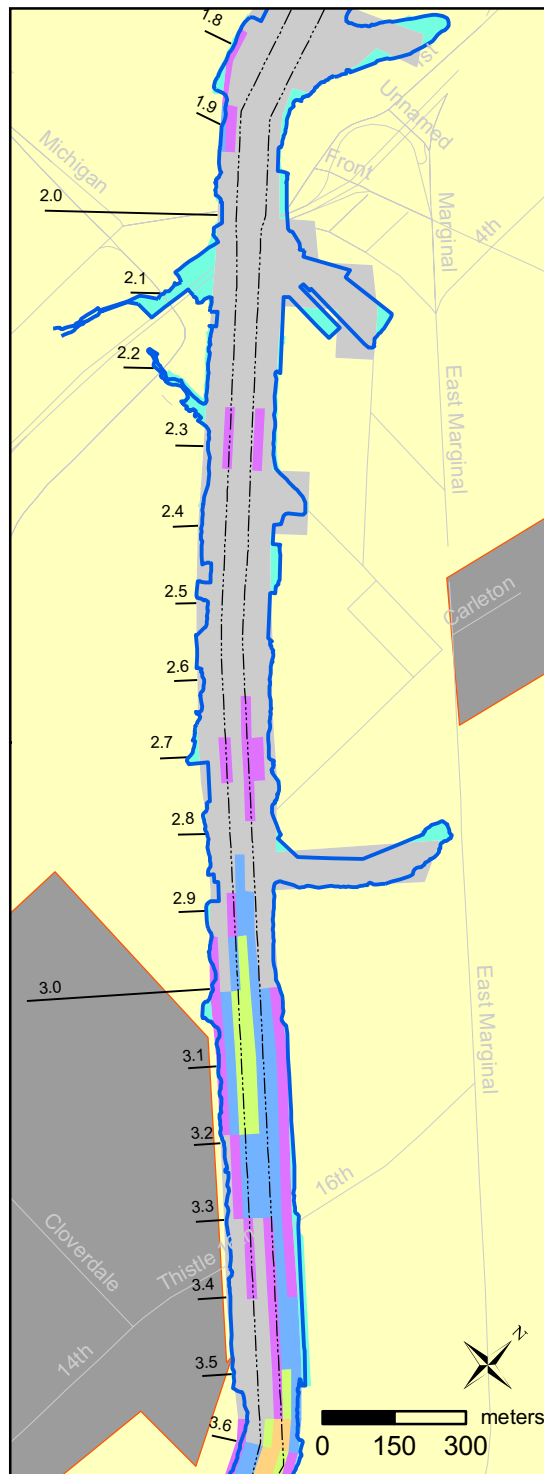 1.8
1st
1.9
Unnamed
Michigan
Front
2.0
Marginal
4th
2.1
2.2
East Marginal
2.3
2.4
2.5
Carleton
2.6
2.7
2.8
2.9
3.0
East Marginal
3.1
3.2
16th
3.3
Cloverdale
Thistle 16th
3.4
14th
3.5
N
3.6
meters
0 150 300